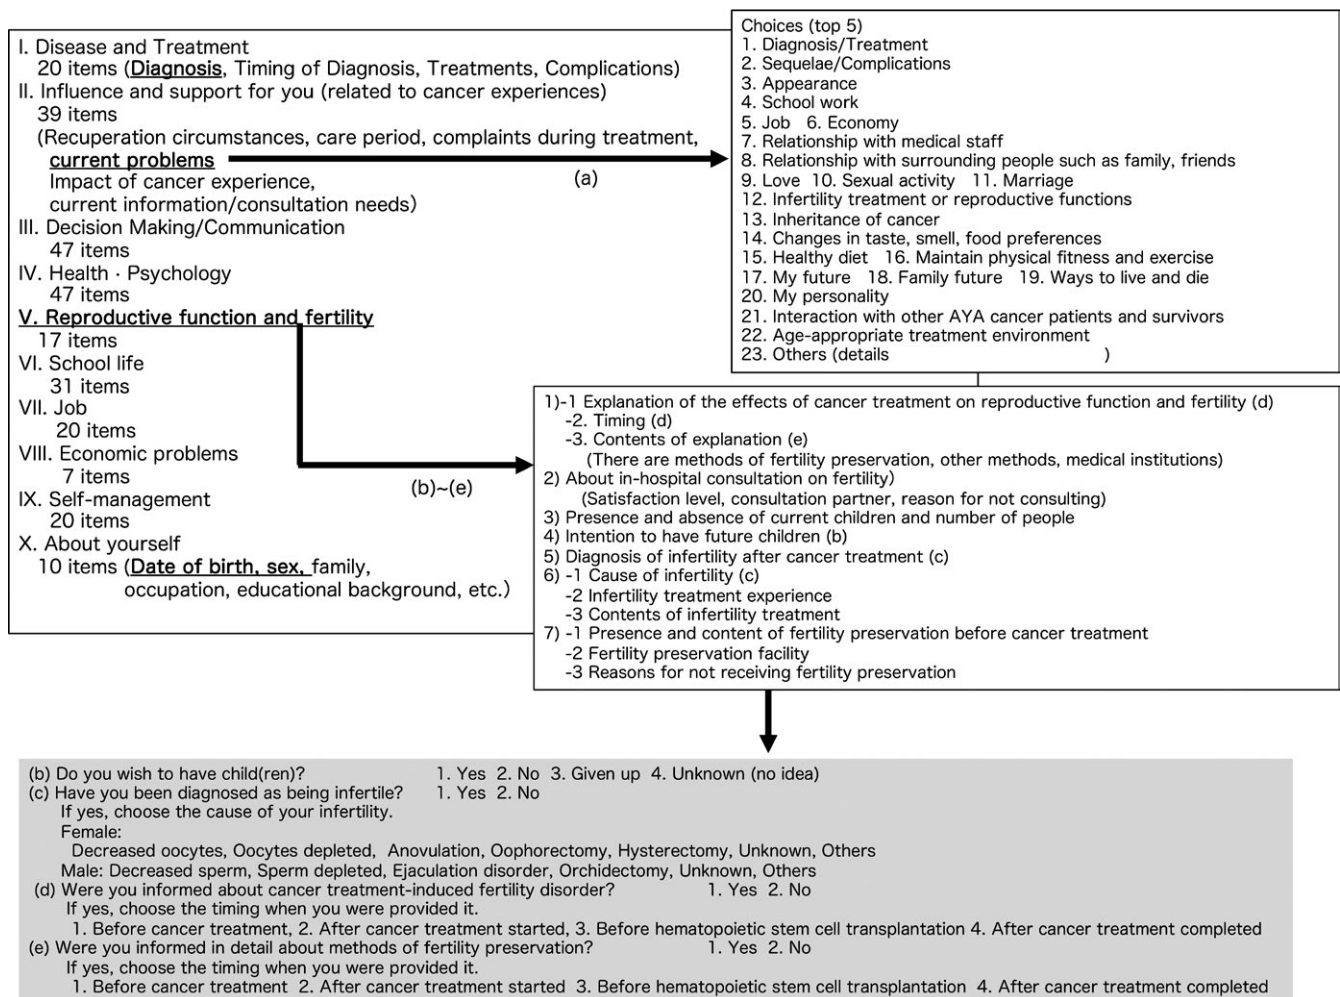 I. Disease and Treatment
20 items (Diagnosis, Timing of Diagnosis, Treatments, Complications)
II. Influence and support for you (related to cancer experiences)
39 items
(Recuperation circumstances, care period, complaints during treatment,
current problems
Impact of cancer experience,
current information/consultation needs)
III. Decision Making/Communication
47 items
IV. Health · Psychology
47 items
V. Reproductive function and fertility
17 items
VI. School life
31 items
VII. Job
20 items
VIII. Economic problems
7 items
IX. Self-management
20 items
X. About yourself
10 items (Date of birth, sex, family,
occupation, educational background, etc.)
(a)
(b)~(e)
Choices (top 5)
1. Diagnosis/Treatment
2. Sequelae/Complications
3. Appearance
4. School work
5. Job 6. Economy
7. Relationship with medical staff
8. Relationship with surrounding people such as family, friends
9. Love 10. Sexual activity 11. Marriage
12. Infertility treatment or reproductive functions
13. Inheritance of cancer
14. Changes in taste, smell, food preferences
15. Healthy diet 16. Maintain physical fitness and exercise
17. My future 18. Family future 19. Ways to live and die
20. My personality
21. Interaction with other AYA cancer patients and survivors
22. Age-appropriate treatment environment
23. Others (details )
1)-1 Explanation of the effects of cancer treatment on reproductive function and fertility (d)
-2. Timing (d)
-3. Contents of explanation (e)
(There are methods of fertility preservation, other methods, medical institutions)
2) About in-hospital consultation on fertility)
(Satisfaction level, consultation partner, reason for not consulting)
3) Presence and absence of current children and number of people
4) Intention to have future children (b)
5) Diagnosis of infertility after cancer treatment (c)
6) -1 Cause of infertility (c)
-2 Infertility treatment experience
-3 Contents of infertility treatment
7) -1 Presence and content of fertility preservation before cancer treatment
-2 Fertility preservation facility
-3 Reasons for not receiving fertility preservation
(b) Do you wish to have child(ren)? 1. Yes 2. No 3. Given up 4. Unknown (no idea)
(c) Have you been diagnosed as being infertile? 1. Yes 2. No
If yes, choose the cause of your infertility.
Female:
Decreased oocytes, Oocytes depleted, Anovulation, Oophorectomy, Hysterectomy, Unknown, Others
Male: Decreased sperm, Sperm depleted, Ejaculation disorder, Orchidectomy, Unknown, Others
(d) Were you informed about cancer treatment-induced fertility disorder? 1. Yes 2. No
If yes, choose the timing when you were provided it.
1. Before cancer treatment, 2. After cancer treatment started, 3. Before hematopoietic stem cell transplantation 4. After cancer treatment completed
(e) Were you informed in detail about methods of fertility preservation? 1. Yes 2. No
If yes, choose the timing when you were provided it.
1. Before cancer treatment 2. After cancer treatment started 3. Before hematopoietic stem cell transplantation 4. After cancer treatment completed